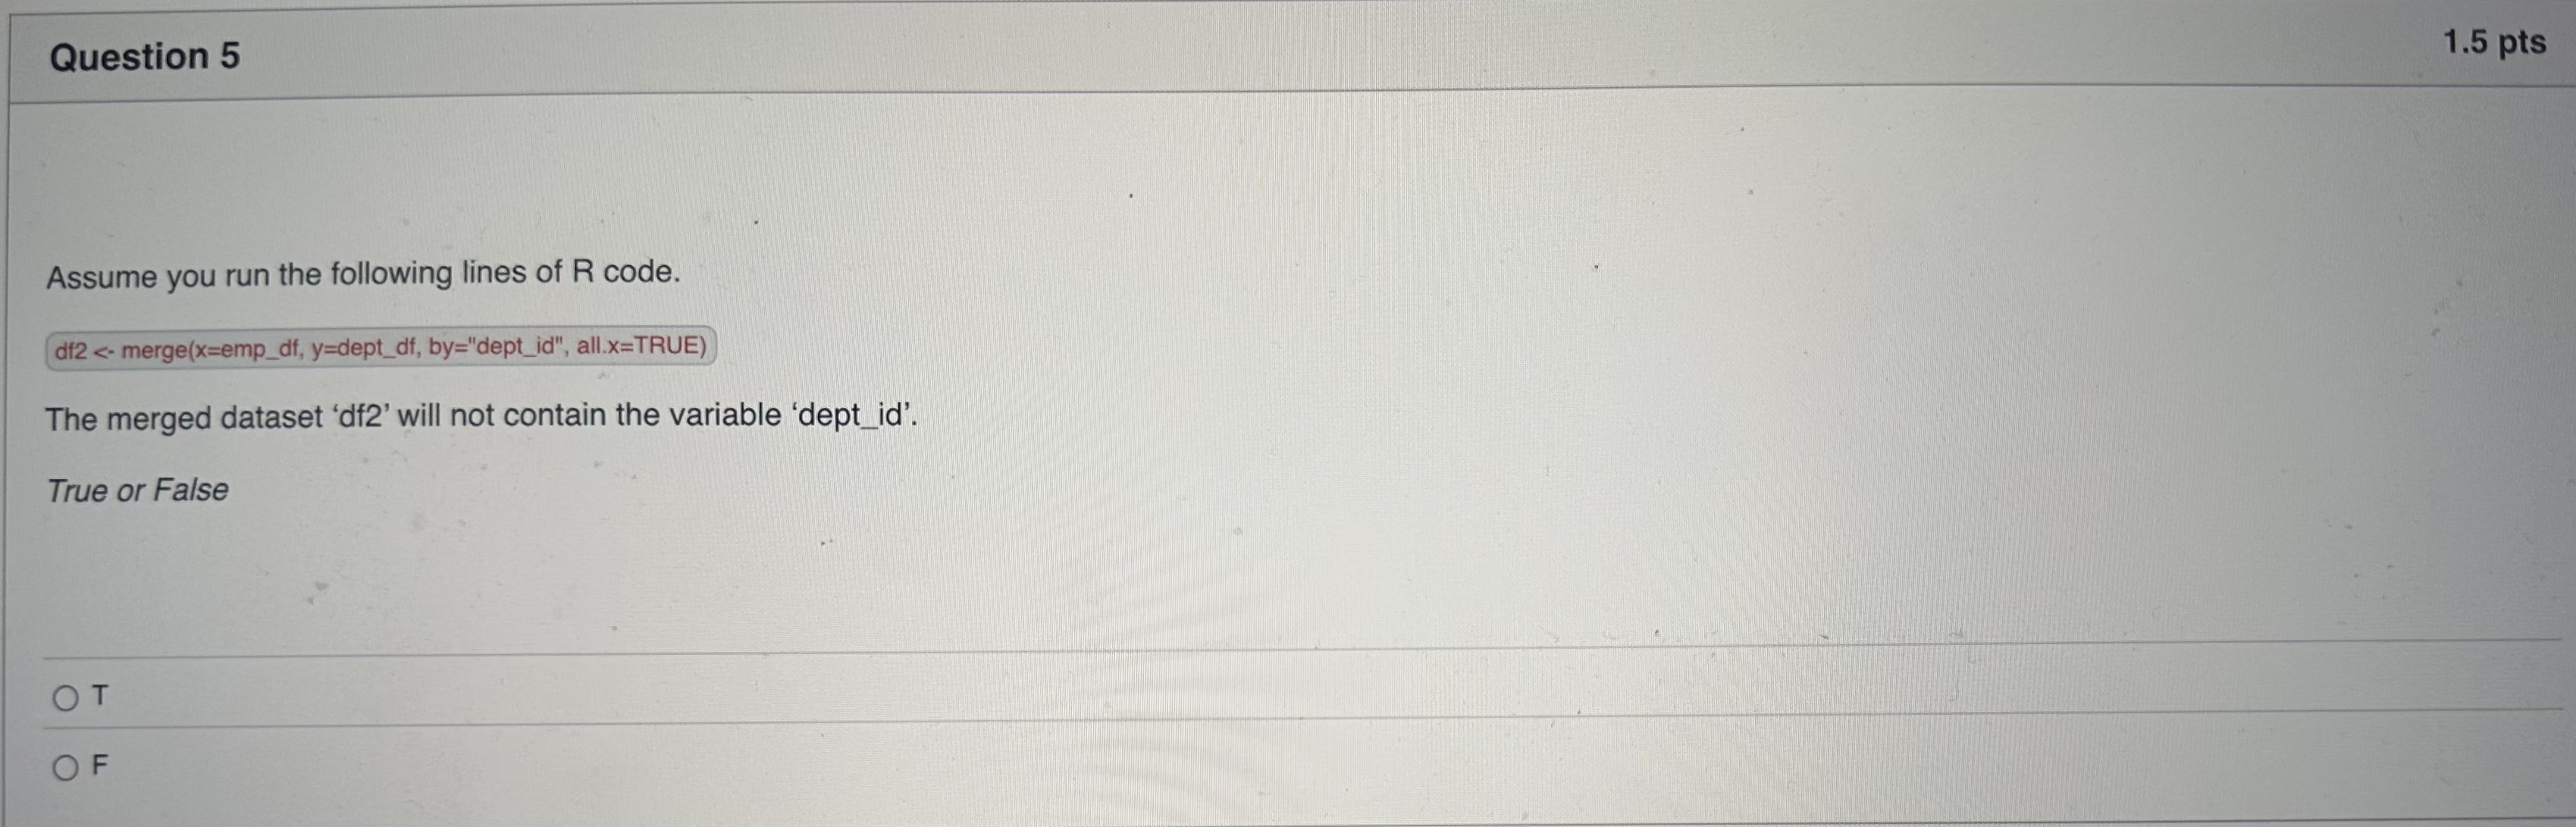 Question 5
1.5 pts
Assume you run the following lines of R code.
df2 <- merge(x=emp_df, y=dept_df, by="dept_id", all.x=TRUE)
The merged dataset ‘df2’ will not contain the variable ‘dept_id’.
True or False
T
F